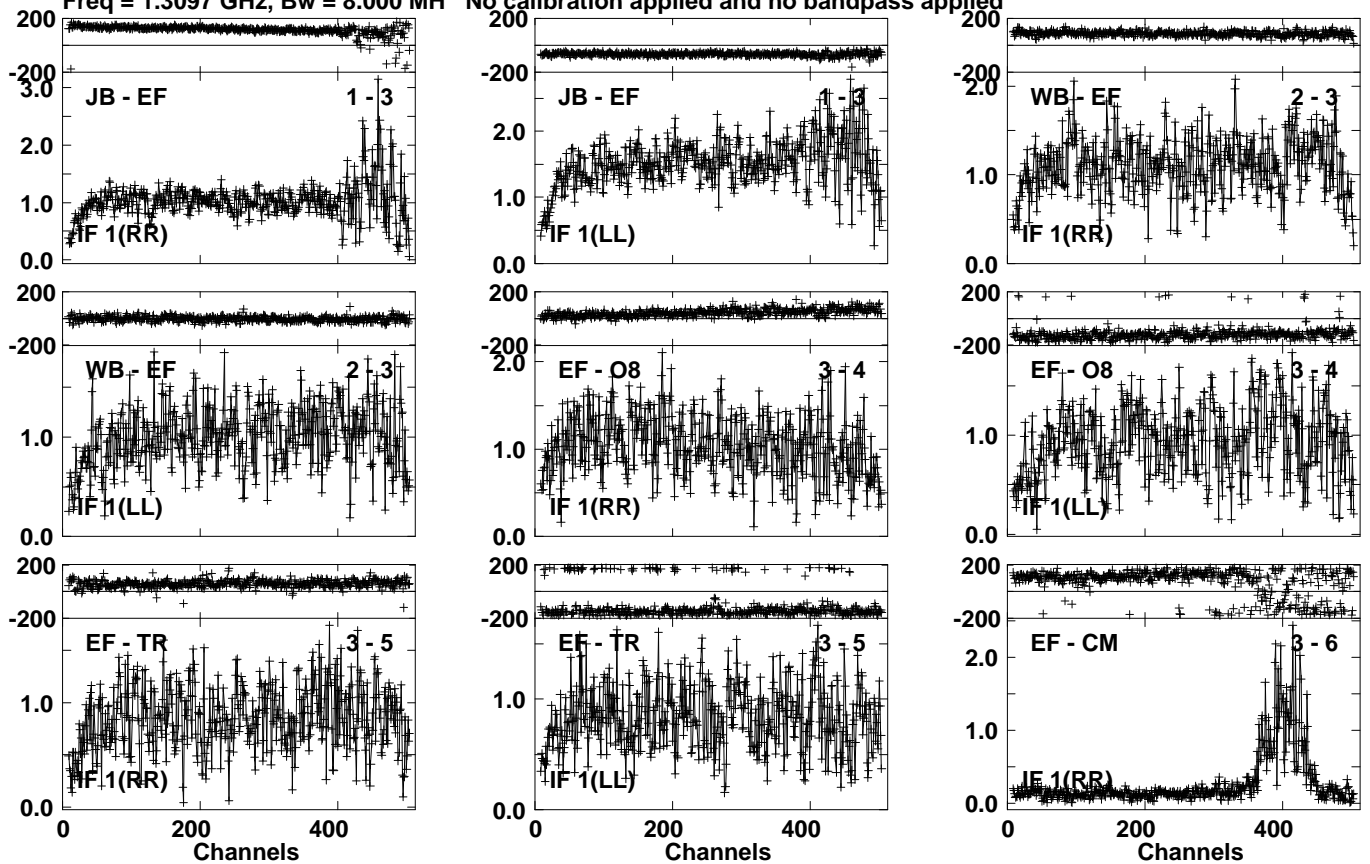 Freq = 1.3097 GHz, Bw = 8.000 MH No calibration applied and no bandpass applied
200
-200
3.0
2.0
1.0
0.0
JB - EF 1 - 3
IF 1(RR)
200
-200
2.0
1.0
0.0
JB - EF 1 - 3
IF 1(LL)
200
-200
2.0
1.0
0.0
WB - EF 2 - 3
IF 1(RR)
200
-200
1.0
0.0
WB - EF 2 - 3
IF 1(LL)
200
-200
2.0
1.0
0.0
EF - O8 3 - 4
IF 1(RR)
200
-200
1.0
0.0
EF - O8 3 - 4
IF 1(LL)
200
-200
1.0
0.0
EF - TR 3 - 5
IF 1(RR)
0 200 400
Channels
200
-200
1.0
0.0
EF - TR 3 - 5
IF 1(LL)
0 200 400
Channels
200
-200
2.0
1.0
0.0
EF - CM 3 - 6
IF 1(RR)
0 200 400
Channels